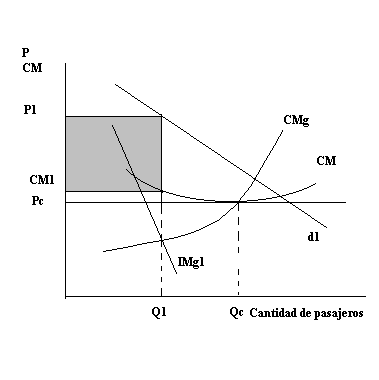 P
CM
P1
CMg
CM
CM1
Pc
d1
IMg1
Q1
Qc
Cantidad de pasajeros